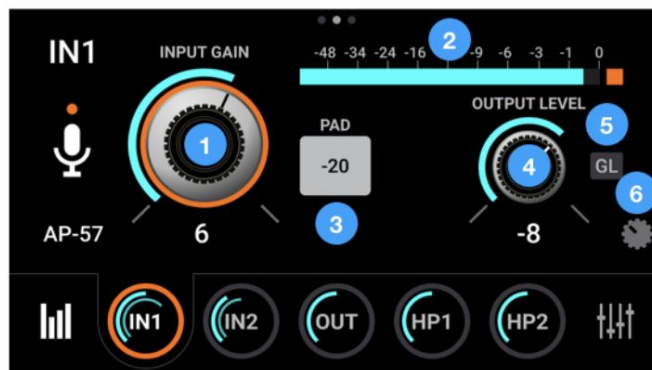 IN1
INPUT GAIN
2
-48 -34 -24 -16 -9 -6 -3 -1 0
OUTPUT LEVEL
1
PAD
-20
3
4
5
GL
6
AP-57
6
-8
IN1
IN2
OUT
HP1
HP2